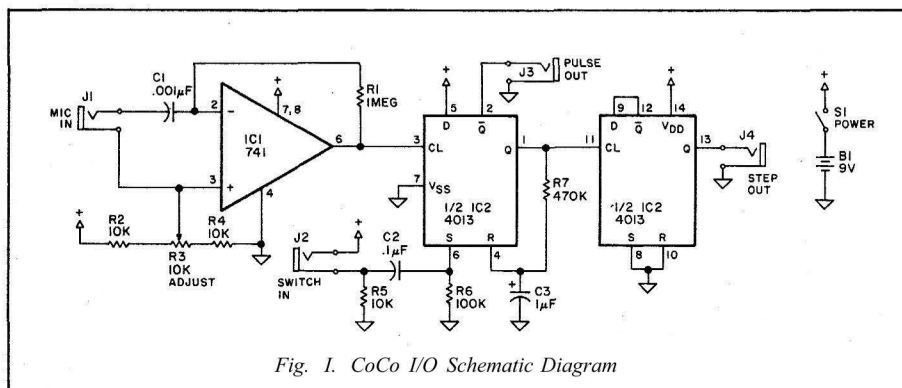 J1
MIC
IN
C1
.001µF
2
−
+
7,8
IC1
741
6
3
+
4
R1
1MEG
+
R2
10K
R3
10K
ADJUST
R4
10K
J2
SWITCH
IN
+
R5
10K
C2
.1µF
R6
100K
+
5
D
2
Q
J3
PULSE
OUT
3
CL
Q
1
7
VSS
1/2 IC2
4013
S
R
6
4
R7
470K
+
C3
1µF
9
12
D
Q
+
14
VDD
11
CL
Q
13
1/2 IC2
4013
S
R
8
10
J4
STEP
OUT
+
S1
POWER
B1
9V
Fig. I. CoCo I/O Schematic Diagram